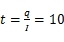 t = q/I = 10